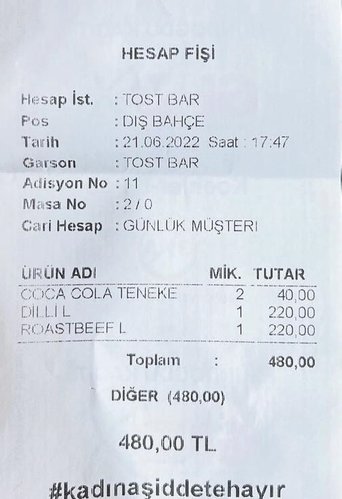 HESAP FİŞİ
Hesap İst. : TOST BAR
Pos : DIŞ BAHÇE
Tarih : 21.06.2022 Saat : 17:47
Garson : TOST BAR
Adisyon No : 11
Masa No : 2 / 0
Cari Hesap : GÜNLÜK MÜŞTERI
ÜRÜN ADI MİK. TUTAR
COCA COLA TENEKE 2 40,00
DILLI L 1 220,00
ROASTBEEF L 1 220,00
Toplam : 480,00
DİĞER (480,00)
480,00 TL
#kadınaşiddetehayır